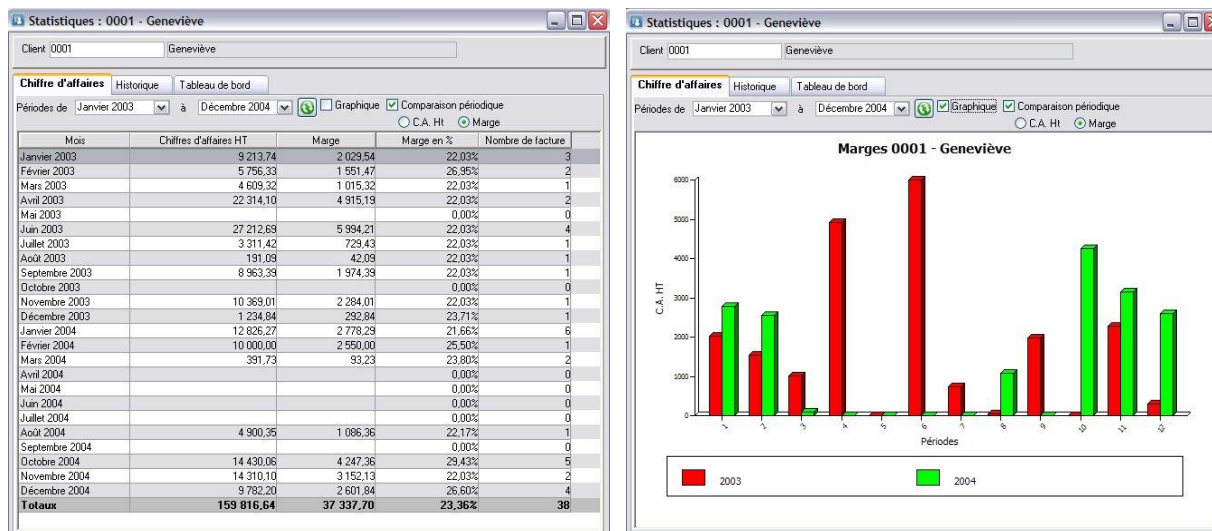 Statistiques : 0001 - Geneviève
Client 0001 Geneviève
Chiffre d'affaires Historique Tableau de bord
Périodes de Janvier 2003 à Décembre 2004 Graphique Comparaison périodique
C.A. Ht Marge
Mois Chiffres d'affaires HT Marge Marge en % Nombre de facture
Janvier 2003 9 213,74 2 029,54 22,03% 3
Février 2003 5 756,33 1 551,47 26,95% 2
Mars 2003 4 609,32 1 015,32 22,03% 1
Avril 2003 22 314,10 4 915,19 22,03% 2
Mai 2003 0,00% 0
Juin 2003 27 212,69 5 994,21 22,03% 4
Juillet 2003 3 311,42 729,43 22,03% 1
Août 2003 191,09 42,09 22,03% 1
Septembre 2003 8 963,39 1 974,39 22,03% 1
Octobre 2003 0,00% 0
Novembre 2003 10 369,01 2 284,01 22,03% 1
Décembre 2003 1 234,84 292,84 23,71% 1
Janvier 2004 12 826,27 2 778,29 21,66% 6
Février 2004 10 000,00 2 550,00 25,50% 1
Mars 2004 391,73 93,23 23,80% 2
Avril 2004 0,00% 0
Mai 2004 0,00% 0
Juin 2004 0,00% 0
Juillet 2004 0,00% 0
Août 2004 4 900,35 1 086,36 22,17% 1
Septembre 2004 0,00% 0
Octobre 2004 14 430,06 4 247,36 29,43% 5
Novembre 2004 14 310,10 3 152,13 22,03% 2
Décembre 2004 9 782,20 2 601,84 26,60% 4
Totaux 159 816,64 37 337,70 23,36% 38
Statistiques : 0001 - Geneviève
Client 0001 Geneviève
Chiffre d'affaires Historique Tableau de bord
Périodes de Janvier 2003 à Décembre 2004 Graphique Comparaison périodique
C.A. Ht Marge
Marges 0001 - Geneviève
6000
5000
4000
3000
2000
1000
0
C.A. HT
1 2 3 4 5 6 7 8 9 10 11 12
Périodes
2003 2004